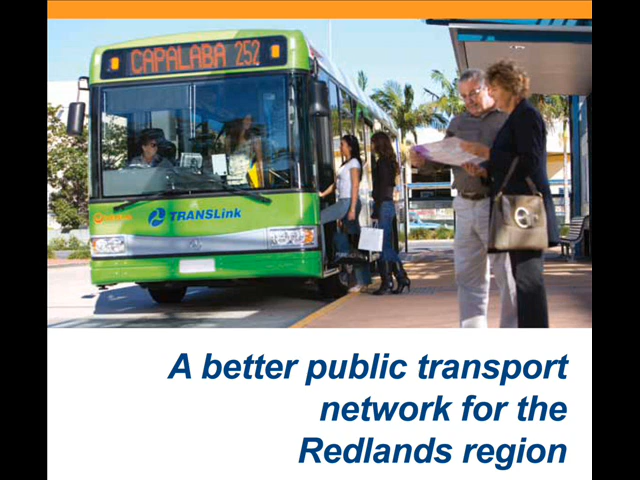 CAPALABA 252
TRANSLink
A better public transport
network for the
Redlands region